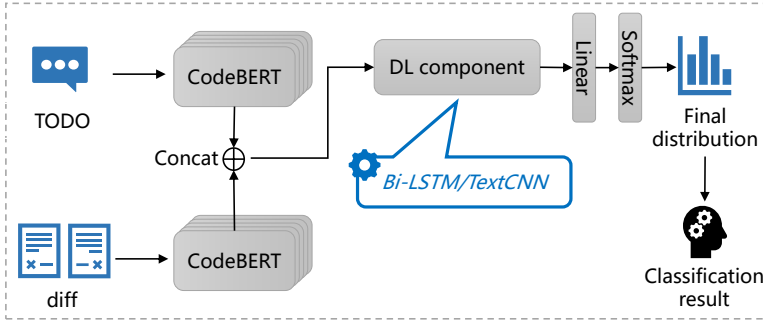 TODO
CodeBERT
Concat
diff
CodeBERT
DL component
Bi-LSTM/TextCNN
Linear
Softmax
Final
distribution
Classification
result